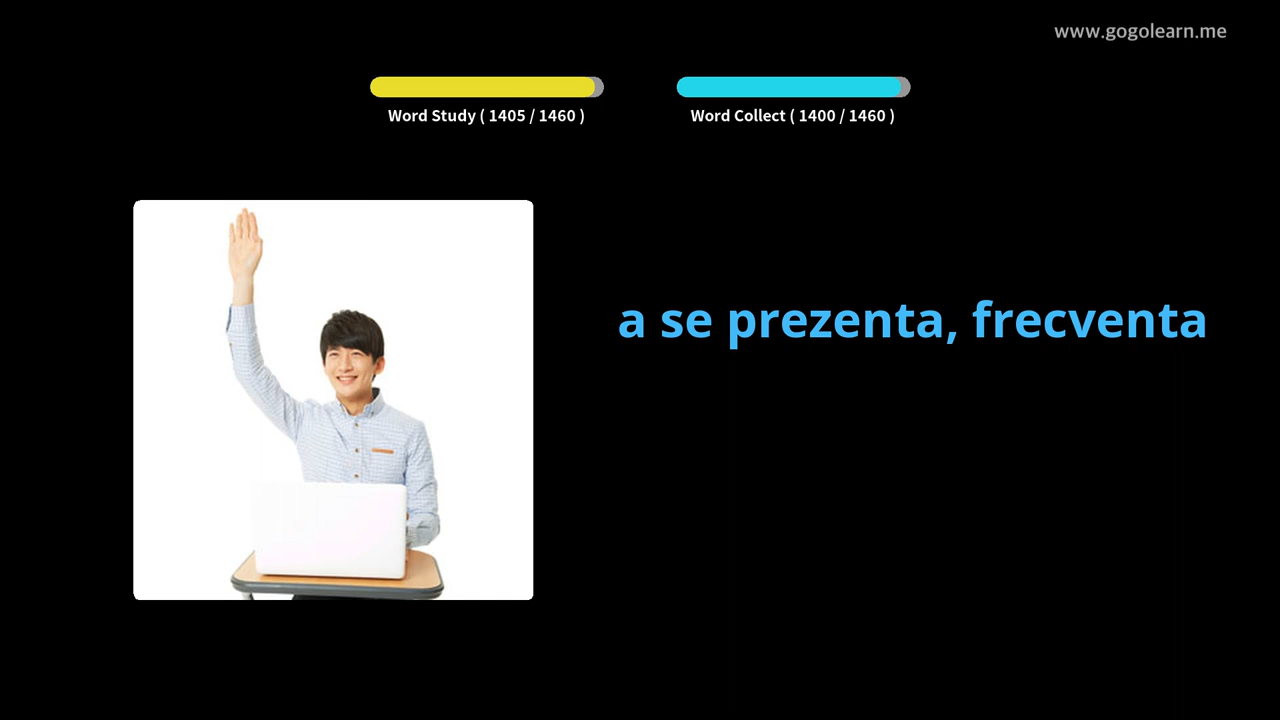 www.gogolearn.me
Word Study ( 1405 / 1460 )
Word Collect ( 1400 / 1460 )
a se prezenta, frecventa